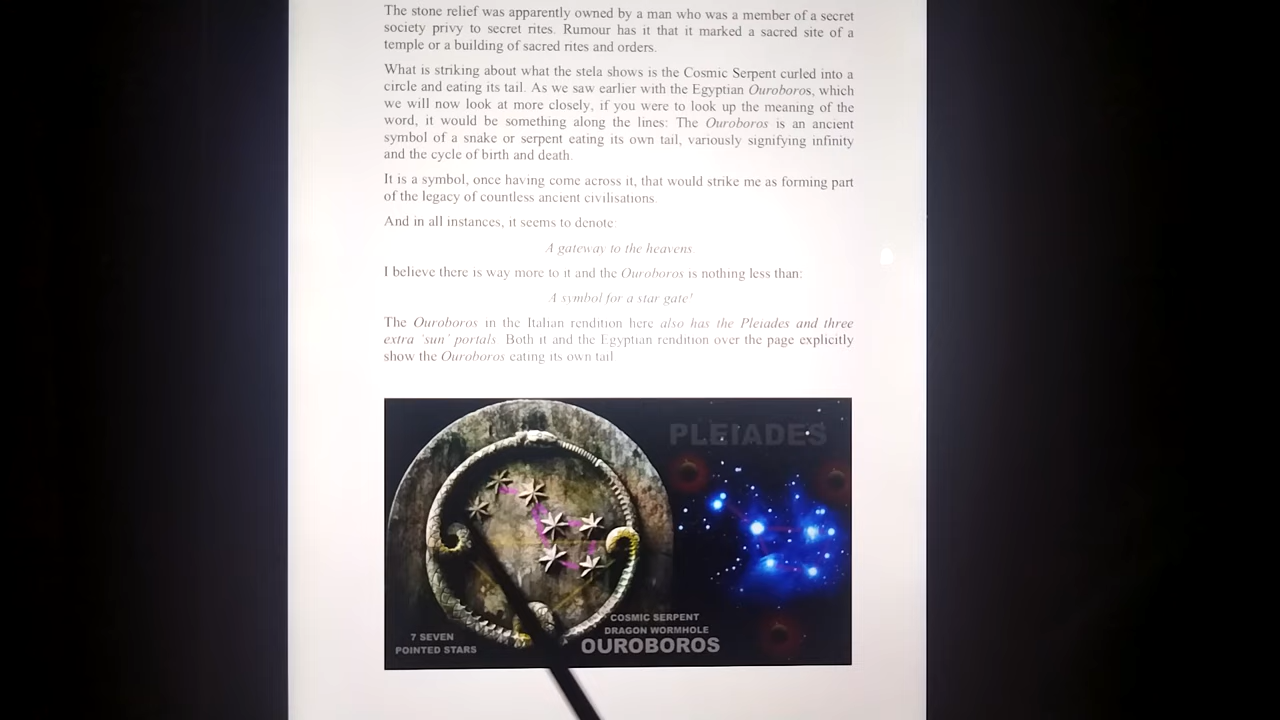 The stone relief was apparently owned by a man who was a member of a secret
society privy to secret rites. Rumour has it that it marked a sacred site of a
temple or a building of sacred rites and orders.
What is striking about what the stela shows is the Cosmic Serpent curled into a
circle and eating its tail. As we saw earlier with the Egyptian Ouroboros, which
we will now look at more closely, if you were to look up the meaning of the
word, it would be something along the lines: The Ouroboros is an ancient
symbol of a snake or serpent eating its own tail, variously signifying infinity
and the cycle of birth and death.
It is a symbol, once having come across it, that would strike me as forming part
of the legacy of countless ancient civilisations.
And in all instances, it seems to denote:
A gateway to the heavens
I believe there is way more to it and the Ouroboros is nothing less than:
A symbol for a star gate!
The Ouroboros in the Italian rendition here also has the Pleiades and three
extra 'sun' portals. Both it and the Egyptian rendition over the page explicitly
show the Ouroboros eating its own tail
PLEIADES
7 SEVEN
POINTED STARS
COSMIC SERPENT
DRAGON WORMHOLE
OUROBOROS